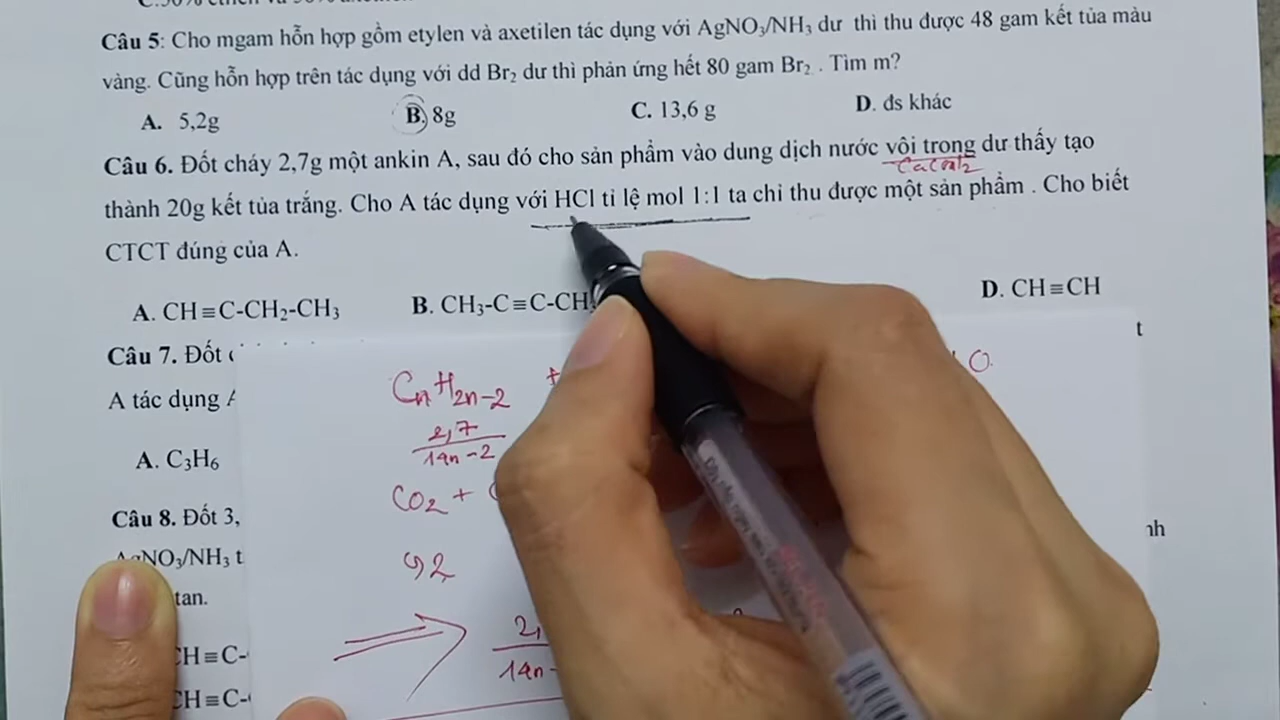 Câu 5: Cho mgam hỗn hợp gồm etylen và axetilen tác dụng với AgNO₃/NH₃ dư thì thu được 48 gam kết tủa màu
vàng. Cũng hỗn hợp trên tác dụng với dd Br₂ dư thì phản ứng hết 80 gam Br₂ . Tìm m?
A. 5,2g B. 8g C. 13,6 g D. đs khác
Câu 6. Đốt cháy 2,7g một ankin A, sau đó cho sản phẩm vào dung dịch nước vôi trong dư thấy tạo
thành 20g kết tủa trắng. Cho A tác dụng với HCl tỉ lệ mol 1:1 ta chỉ thu được một sản phẩm . Cho biết
CTCT đúng của A.
A. CH≡C-CH₂-CH₃ B. CH₃-C≡C-CH D. CH≡CH
Câu 7. Đốt t
A tác dụng
CnH2n-2 +
2,7
14n-2
A. C₃H₆
CO₂ +
Câu 8. Đốt 3, nh
NO₃/NH₃ t
0,2
tan.
14n
CH≡C-
CH≡C-